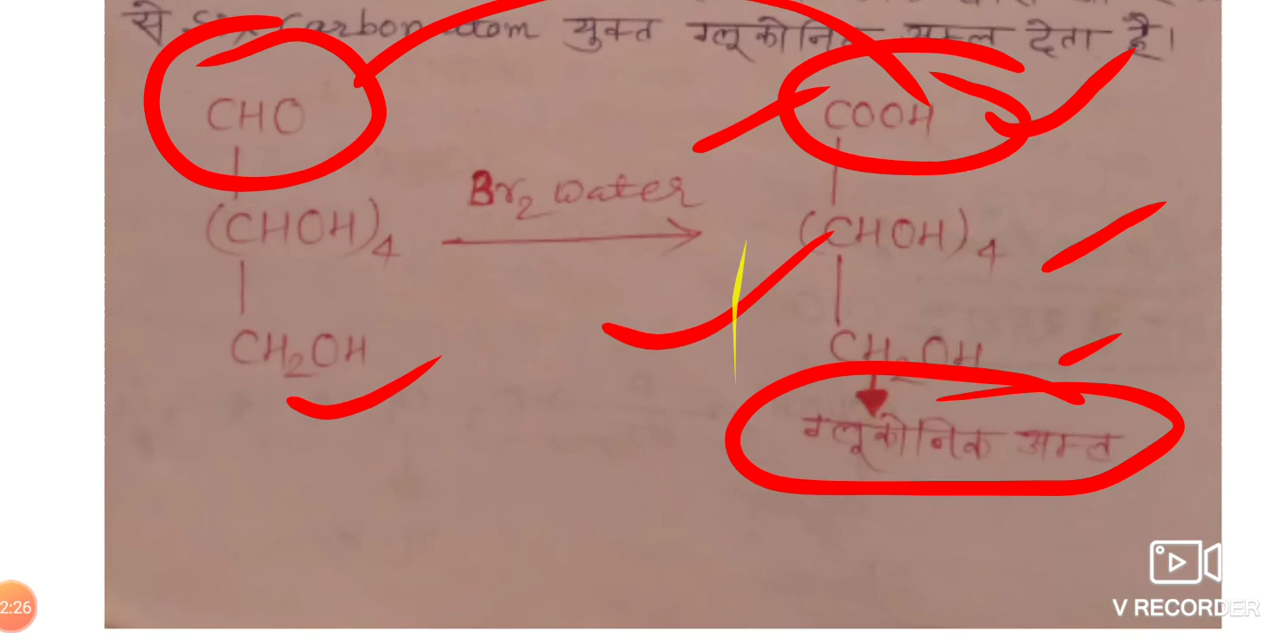 से Six Carbon atom युक्त ग्लूकोनिक अम्ल देता है।
CHO COOH
Br2 water
(CHOH)4 (CHOH)4
CH2OH CH2OH
ग्लूकोनिक अम्ल
2:26
V RECORDER